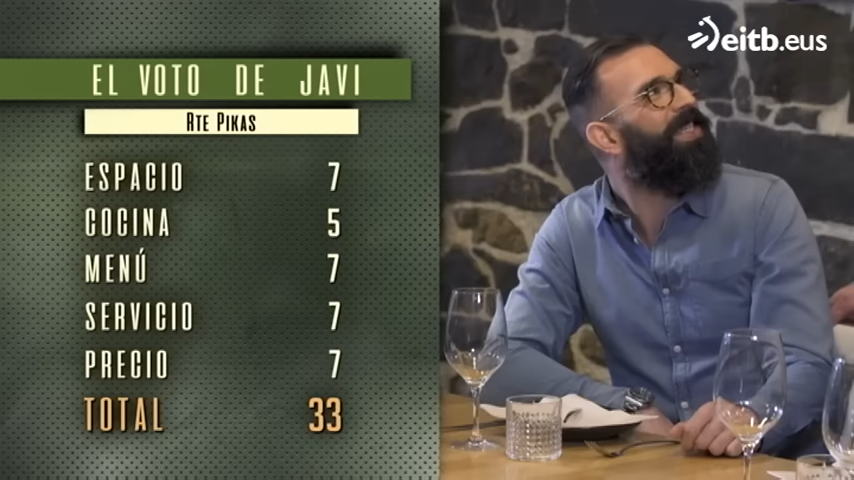 eitb.eus
EL VOTO DE JAVI
RTE PIKAS
ESPACIO 7
COCINA 5
MENÚ 7
SERVICIO 7
PRECIO 7
TOTAL 33